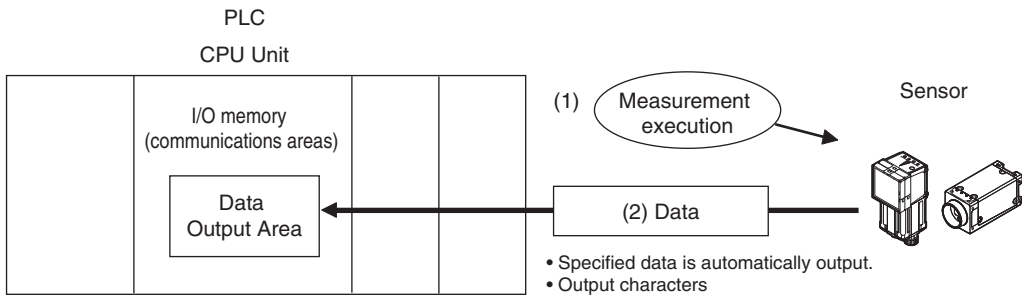 PLC
CPU Unit
I/O memory
(communications areas)
Data
Output Area
(1)
Measurement
execution
Sensor
(2) Data
• Specified data is automatically output.
• Output characters